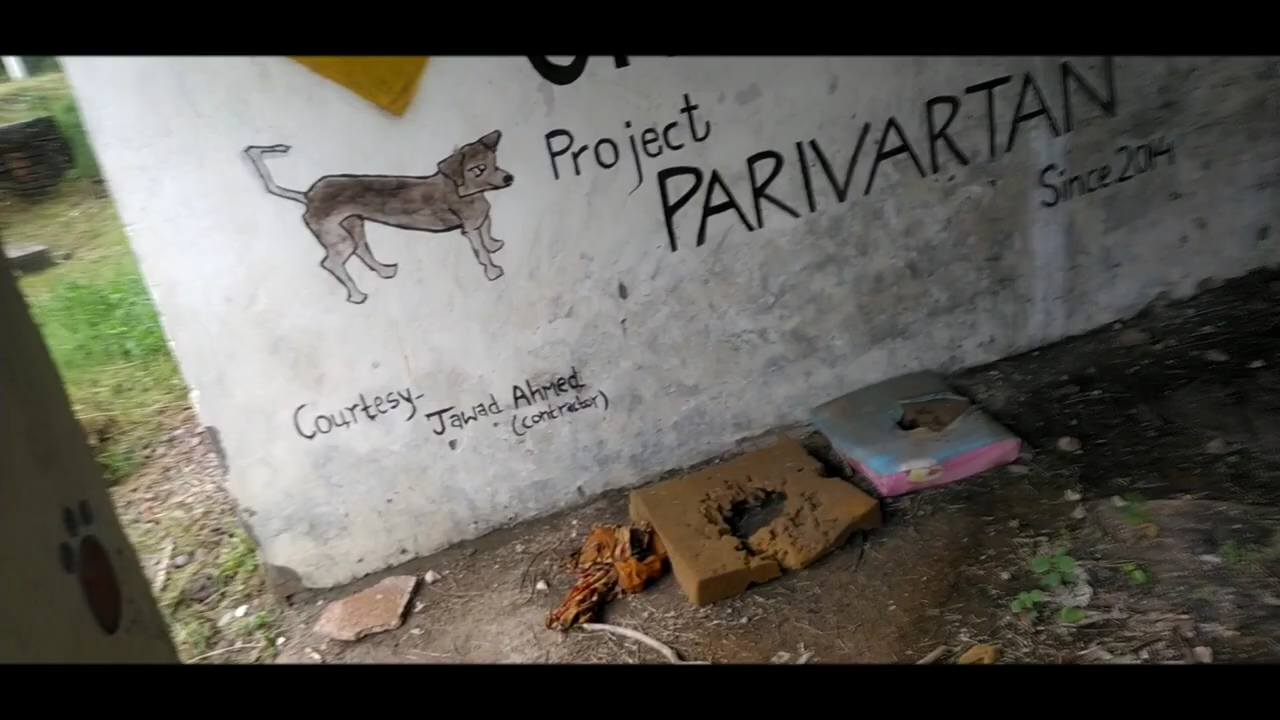 Project
PARIVARTAN
Since 2014
Courtesy-
Jawad Ahmed
(contractor)